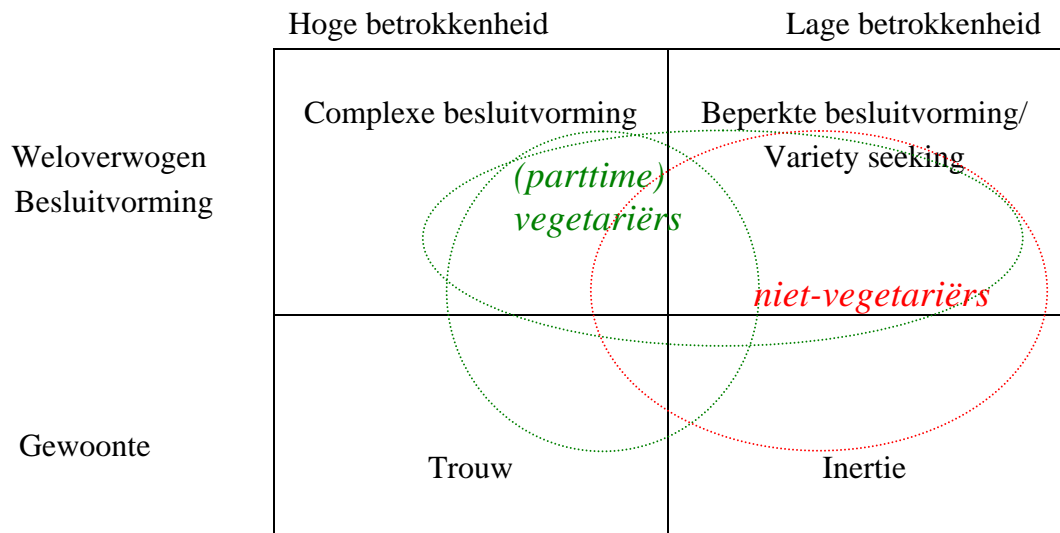 Hoge betrokkenheid
Lage betrokkenheid
Complexe besluitvorming
Beperkte besluitvorming/
Variety seeking
Weloverwogen
Besluitvorming
(parttime)
vegetariërs
niet-vegetariërs
Gewoonte
Trouw
Inertie